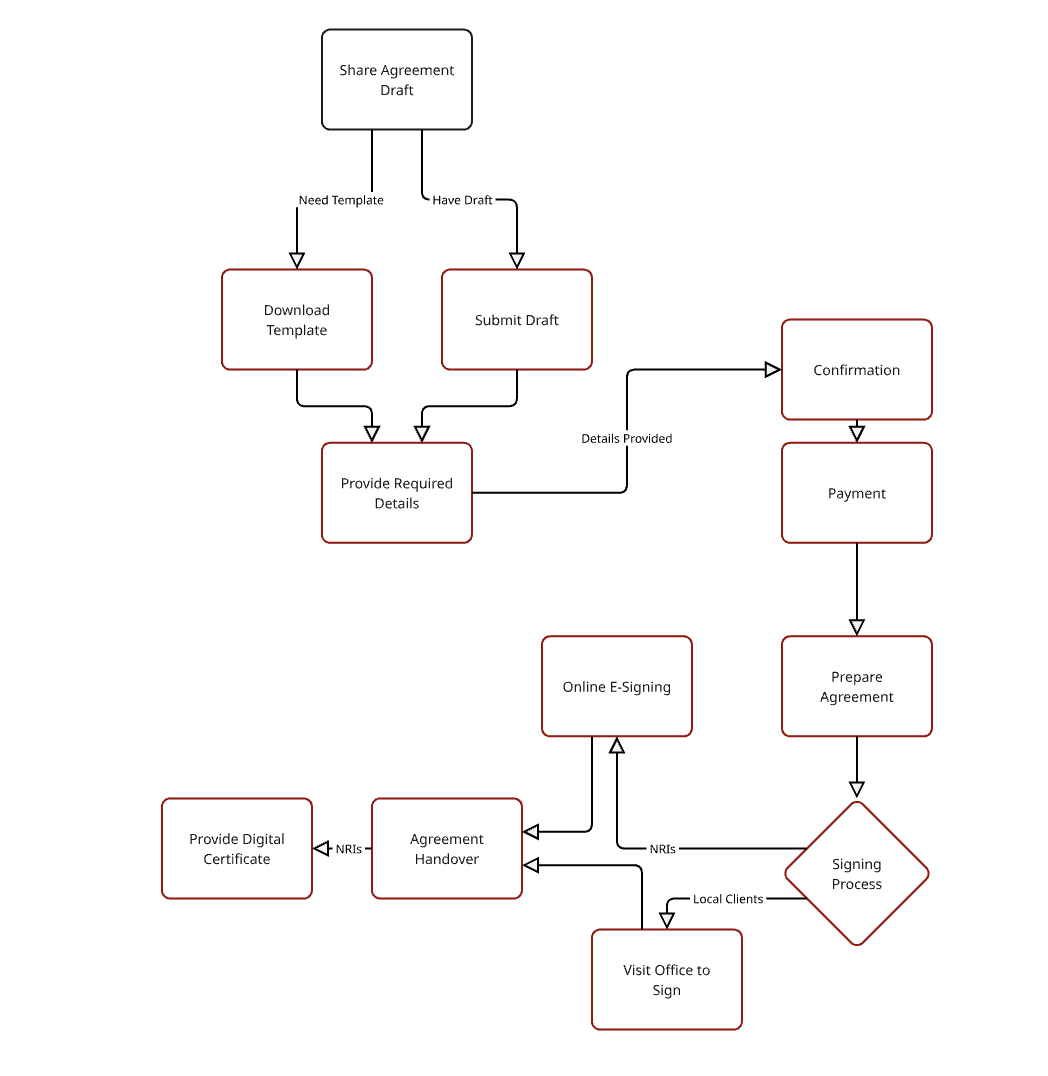 Share Agreement
Draft
Need Template
Have Draft
Download
Template
Submit Draft
Confirmation
Details Provided
Provide Required
Details
Payment
Online E-Signing
Prepare
Agreement
Provide Digital
Certificate
NRIs
Agreement
Handover
NRIs
Signing
Process
Local Clients
Visit Office to
Sign